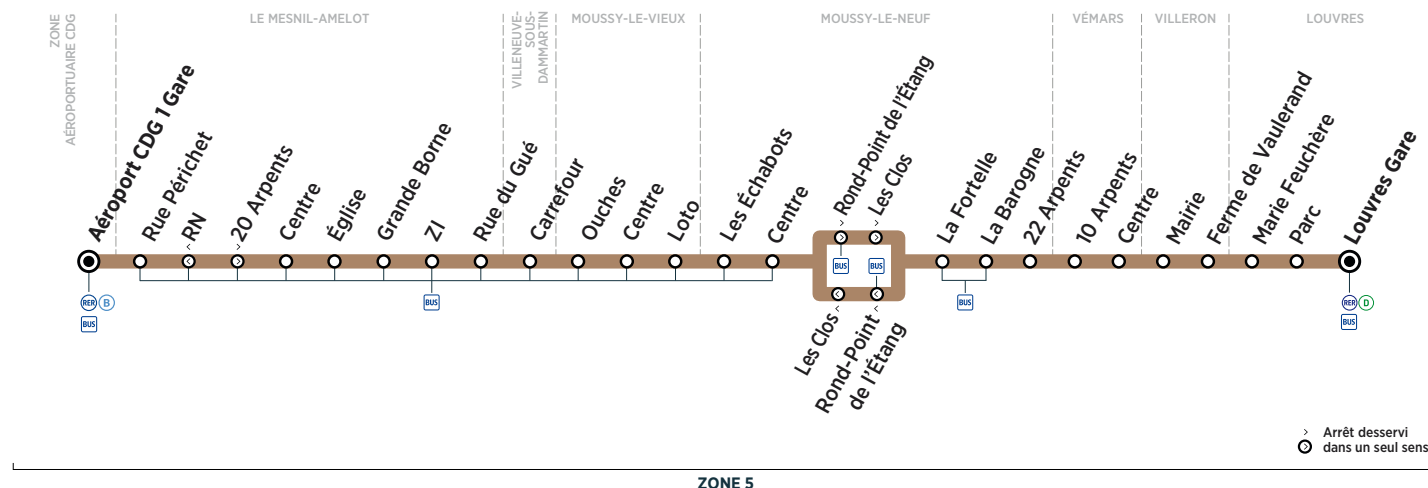 ZONE
AÉROPORTUAIRE CDG
LE MESNIL-AMELOT
VILLENEUVE-
SOUS-
DAMMARTIN
MOUSSY-LE-VIEUX
MOUSSY-LE-NEUF
VÉMARS
VILLERON
LOUVRES
Aéroport CDG 1 Gare
Rue Périchet
RN
20 Arpents
Centre
Église
Grande Borne
ZI
Rue du Gué
Carrefour
Ouches
Centre
Loto
Les Échabots
Centre
Rond-Point de l'Étang
Les Clos
La Fortelle
La Barogne
22 Arpents
10 Arpents
Centre
Mairie
Ferme de Vaulerand
Marie Feuchère
Parc
Louvres Gare
BUS
BUS
Les Clos
Rond-Point
de l'Étang
RER B
BUS
BUS
BUS
RER D
BUS
Arrêt desservi
dans un seul sens
ZONE 5